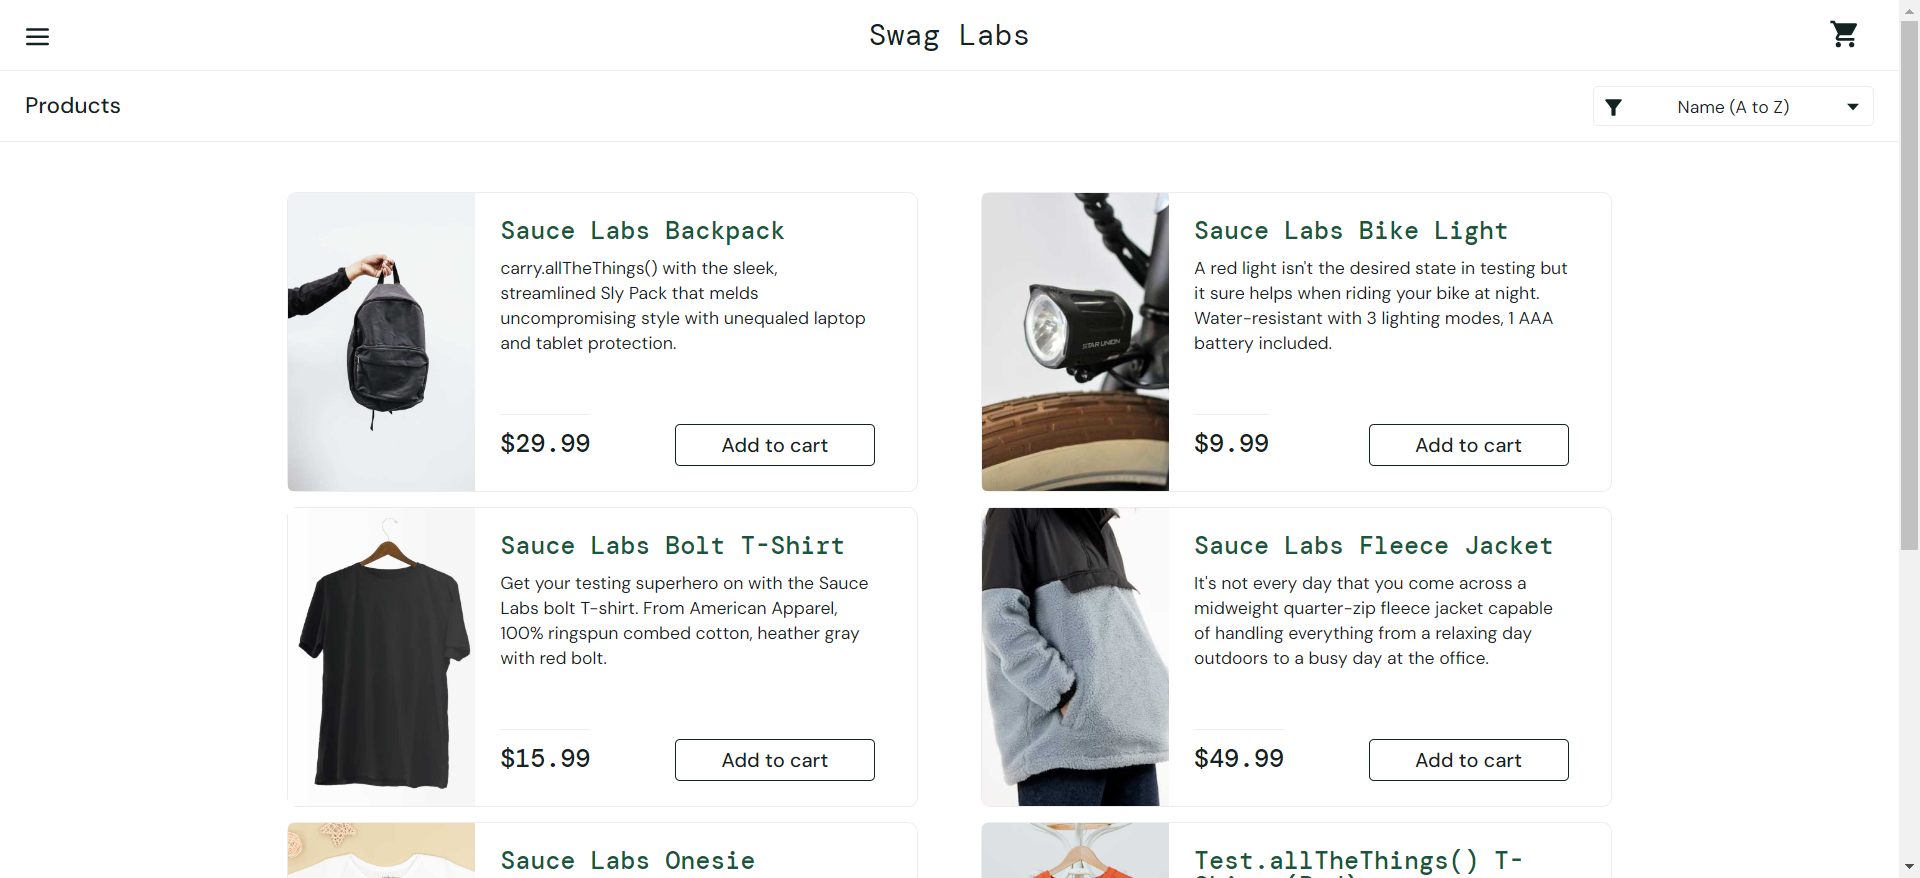 Swag Labs
Products
Name (A to Z)
Sauce Labs Backpack
carry.allTheThings() with the sleek,
streamlined Sly Pack that melds
uncompromising style with unequaled laptop
and tablet protection.
$29.99
Add to cart
Sauce Labs Bike Light
A red light isn't the desired state in testing but
it sure helps when riding your bike at night.
Water-resistant with 3 lighting modes, 1 AAA
battery included.
STAR UNION
$9.99
Add to cart
Sauce Labs Bolt T-Shirt
Get your testing superhero on with the Sauce
Labs bolt T-shirt. From American Apparel,
100% ringspun combed cotton, heather gray
with red bolt.
$15.99
Add to cart
Sauce Labs Fleece Jacket
It's not every day that you come across a
midweight quarter-zip fleece jacket capable
of handling everything from a relaxing day
outdoors to a busy day at the office.
$49.99
Add to cart
Sauce Labs Onesie
Test.allTheThings() T-